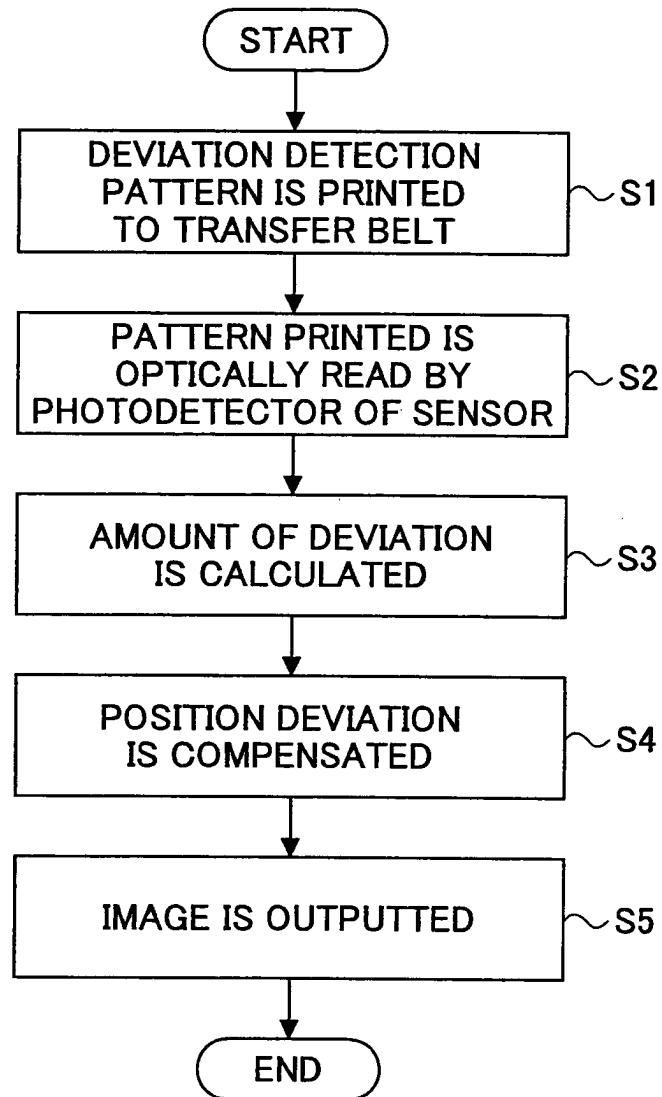 START
DEVIATION DETECTION
PATTERN IS PRINTED
TO TRANSFER BELT
S1
PATTERN PRINTED IS
OPTICALLY READ BY
PHOTODETECTOR OF SENSOR
S2
AMOUNT OF DEVIATION
IS CALCULATED
S3
POSITION DEVIATION
IS COMPENSATED
S4
IMAGE IS OUTPUTTED
S5
END